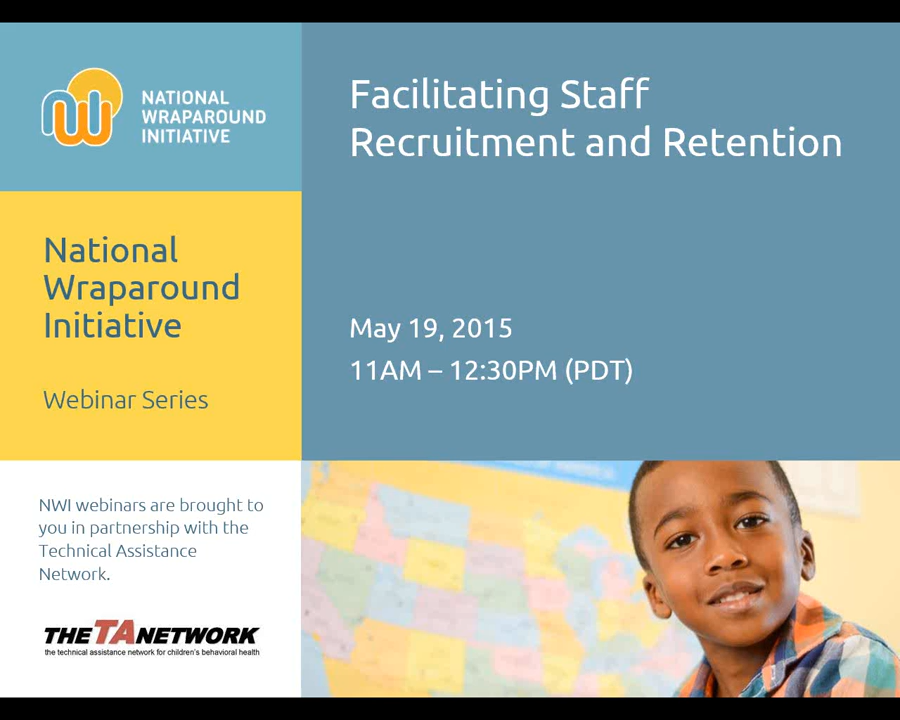 NATIONAL
WRAPAROUND
INITIATIVE
Facilitating Staff
Recruitment and Retention
National
Wraparound
Initiative
Webinar Series
May 19, 2015
11AM – 12:30PM (PDT)
NWI webinars are brought to
you in partnership with the
Technical Assistance
Network.
THE TA NETWORK
the technical assistance network for children's behavioral health